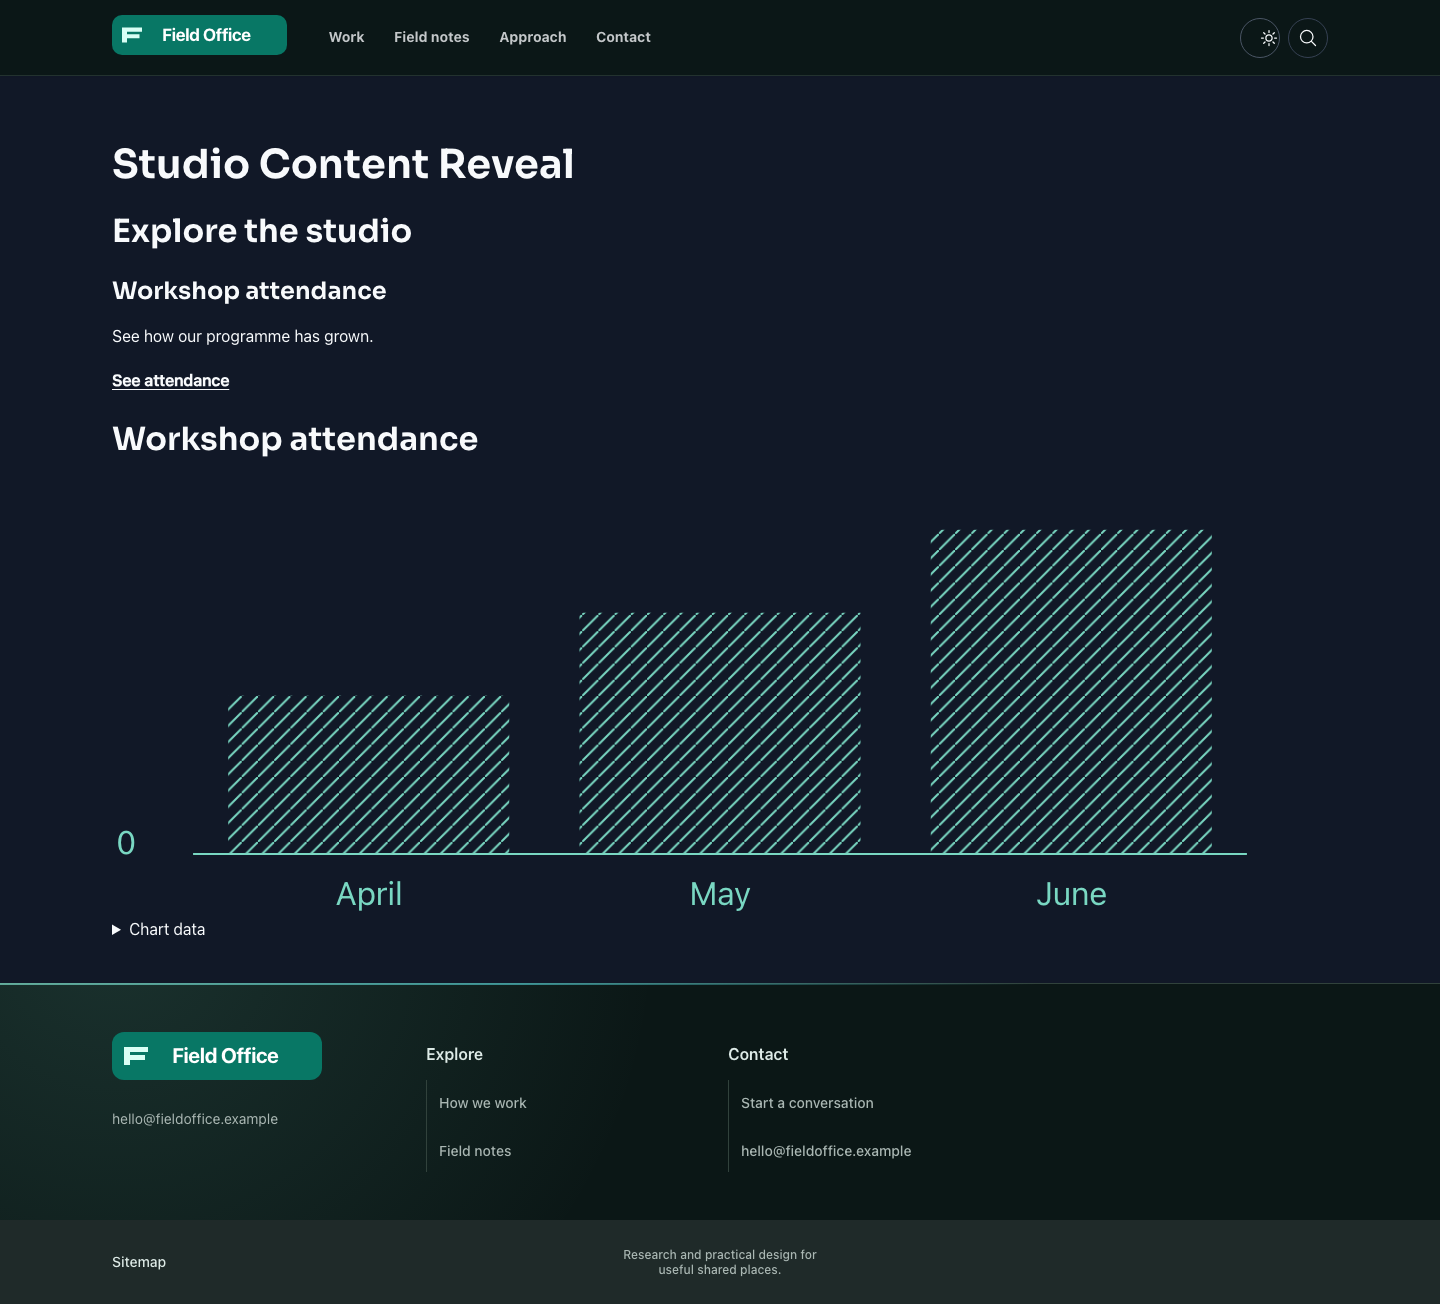 Field Office
Work
Field notes
Approach
Contact
Studio Content Reveal
Explore the studio
Workshop attendance
See how our programme has grown.
See attendance
Workshop attendance
0
April
May
June
Chart data
Field Office
hello@fieldoffice.example
Explore
How we work
Field notes
Contact
Start a conversation
hello@fieldoffice.example
Sitemap
Research and practical design for
useful shared places.